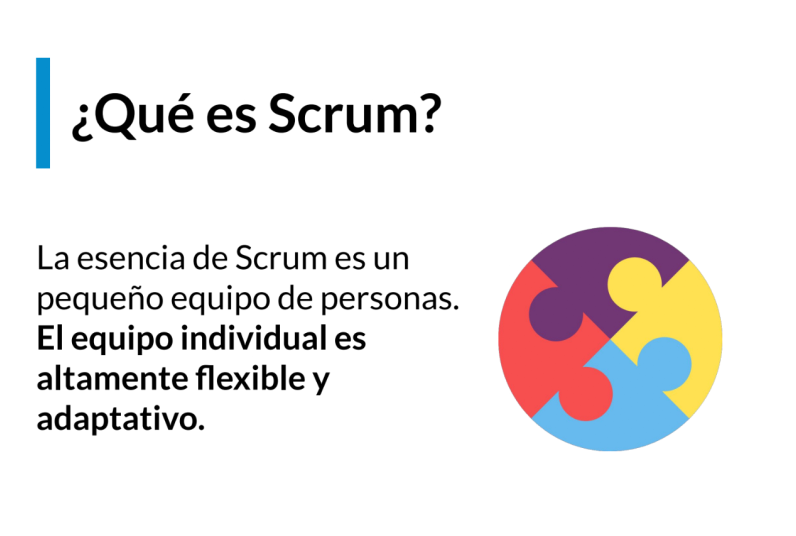 ¿Qué es Scrum?
La esencia de Scrum es un
pequeño equipo de personas.
El equipo individual es
altamente flexible y
adaptativo.